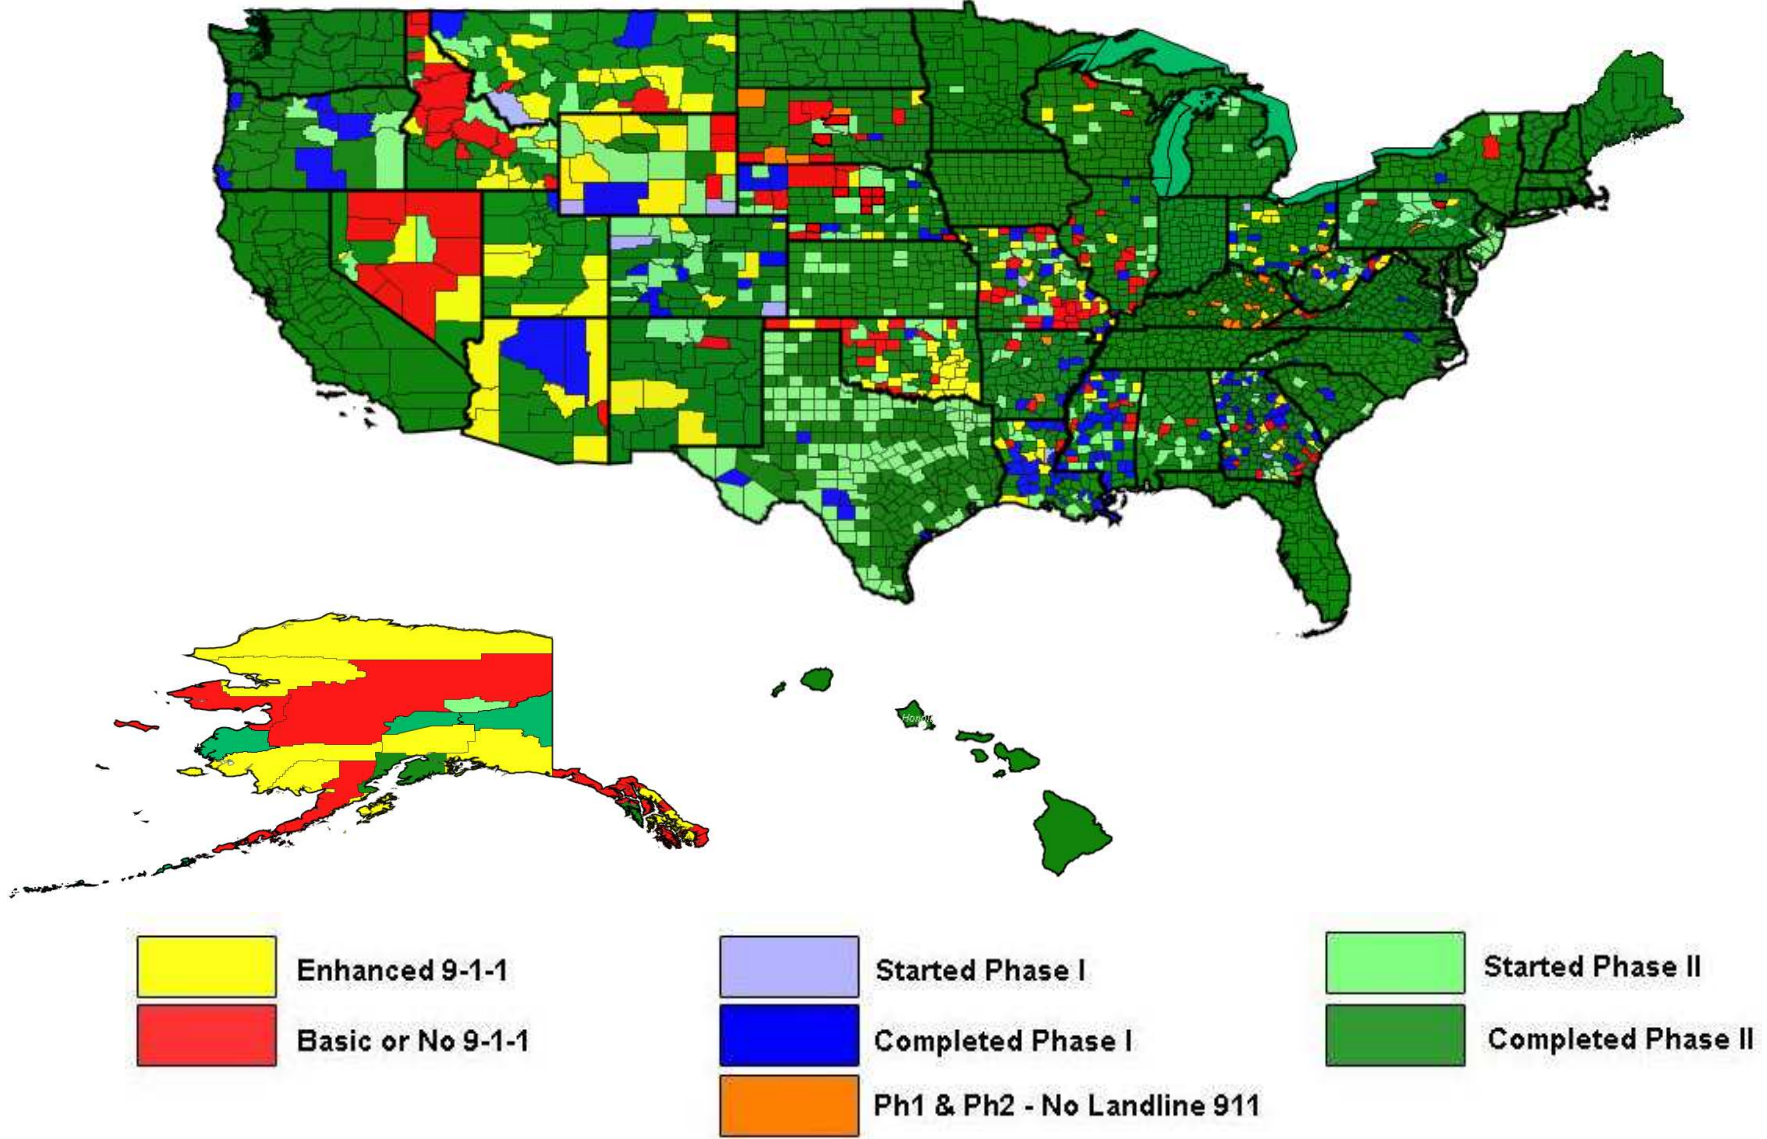 Enhanced 9-1-1
Basic or No 9-1-1
Started Phase I
Completed Phase I
Ph1 & Ph2 - No Landline 911
Started Phase II
Completed Phase II